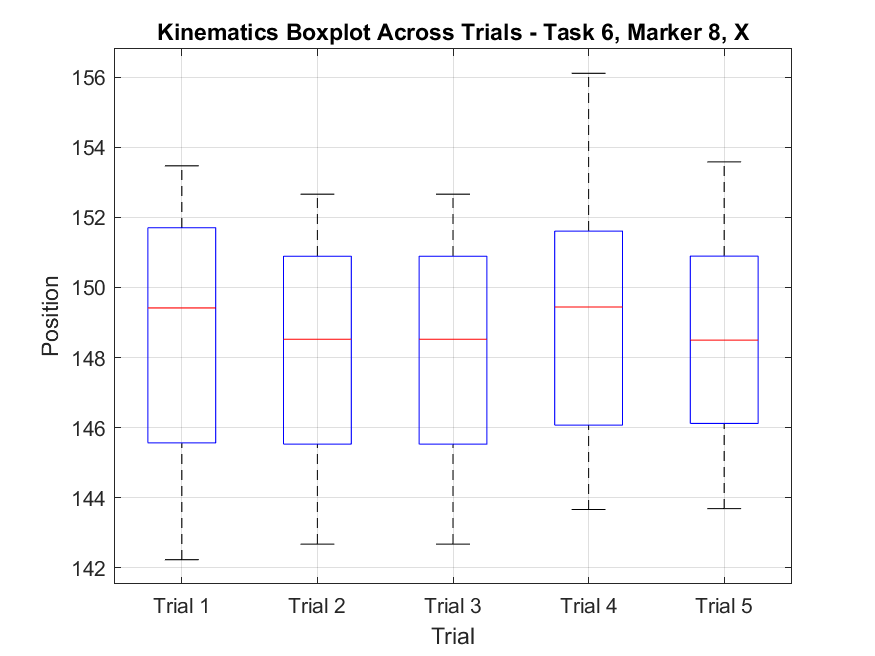 Kinematics Boxplot Across Trials - Task 6, Marker 8, X
156
154
152
150
148
146
144
142
Position
Trial 1 Trial 2 Trial 3 Trial 4 Trial 5
Trial